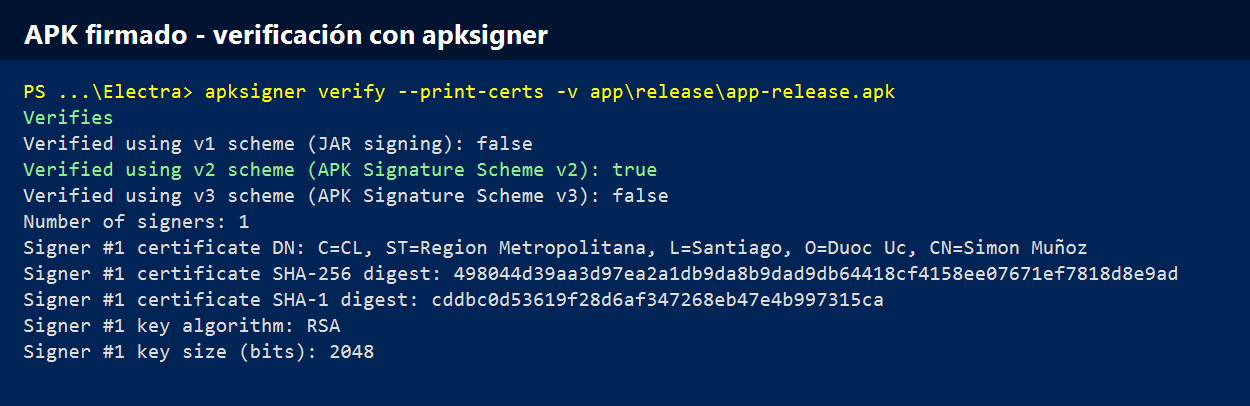 APK firmado - verificación con apksigner
PS ...\Electra> apksigner verify --print-certs -v app\release\app-release.apk
Verifies
Verified using v1 scheme (JAR signing): false
Verified using v2 scheme (APK Signature Scheme v2): true
Verified using v3 scheme (APK Signature Scheme v3): false
Number of signers: 1
Signer #1 certificate DN: C=CL, ST=Region Metropolitana, L=Santiago, O=Duoc Uc, CN=Simon Muñoz
Signer #1 certificate SHA-256 digest: 498044d39aa3d97ea2a1db9da8b9dad9db64418cf4158ee07671ef7818d8e9ad
Signer #1 certificate SHA-1 digest: cddbc0d53619f28d6af347268eb47e4b997315ca
Signer #1 key algorithm: RSA
Signer #1 key size (bits): 2048